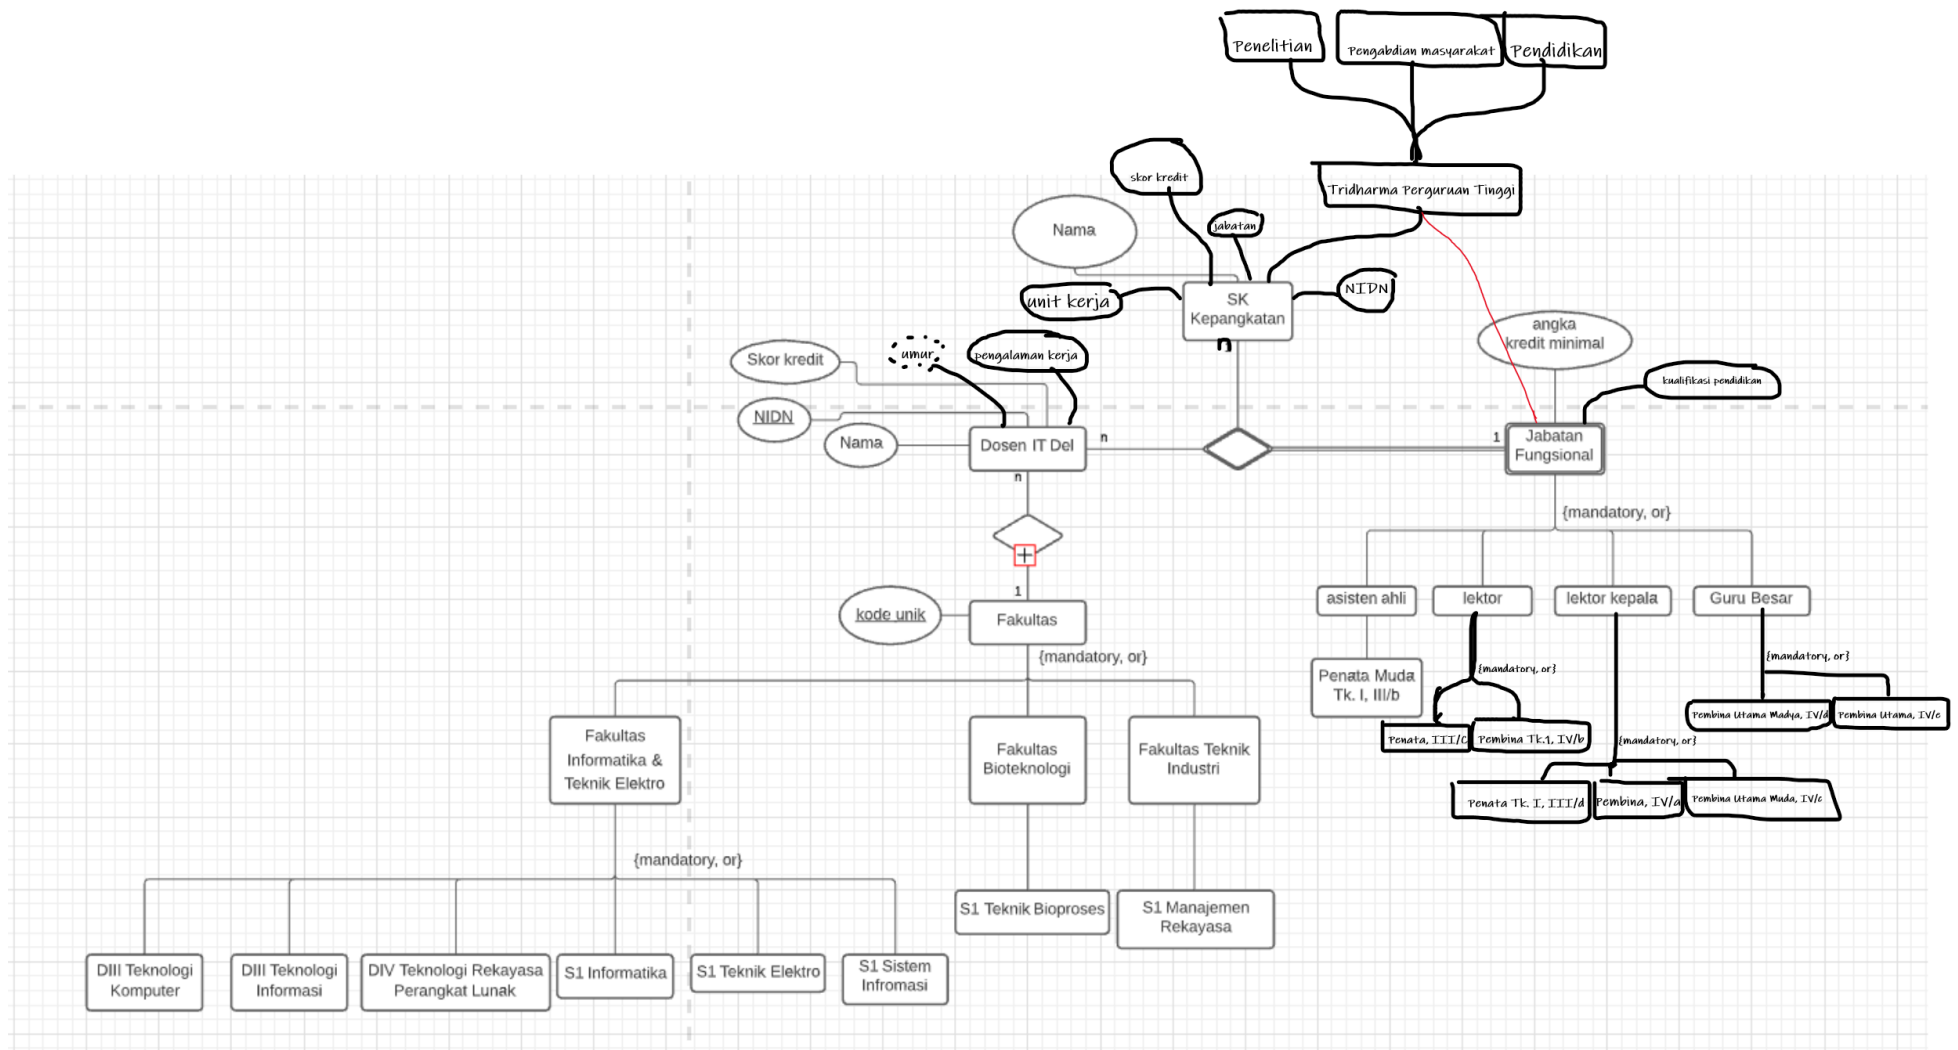 Penelitian
Pengabdian masyarakat
Pendidikan
skor kredit
Tridharma Perguruan Tinggi
Nama
jabatan
unit kerja
SK
Kepangkatan
NIDN
n
angka
kredit minimal
Skor kredit
umur
pengalaman kerja
kualifikasi pendidikan
NIDN
Nama
Dosen IT Del
n
1
Jabatan
Fungsional
n
{mandatory, or}
1
kode unik
Fakultas
asisten ahli
lektor
lektor kepala
Guru Besar
{mandatory, or}
{mandatory, or}
{mandatory, or}
Penata Muda
Tk. I, III/b
Penata, III/C
Pembina Tk.1, IV/b
Pembina Utama Madya, IV/d
Pembina Utama, IV/e
{mandatory, or}
Penata Tk. I, III/d
Pembina, IV/a
Pembina Utama Muda, IV/c
Fakultas
Informatika &
Teknik Elektro
Fakultas
Bioteknologi
Fakultas Teknik
Industri
{mandatory, or}
S1 Teknik Bioproses
S1 Manajemen
Rekayasa
DIII Teknologi
Komputer
DIII Teknologi
Informasi
DIV Teknologi Rekayasa
Perangkat Lunak
S1 Informatika
S1 Teknik Elektro
S1 Sistem
Infromasi